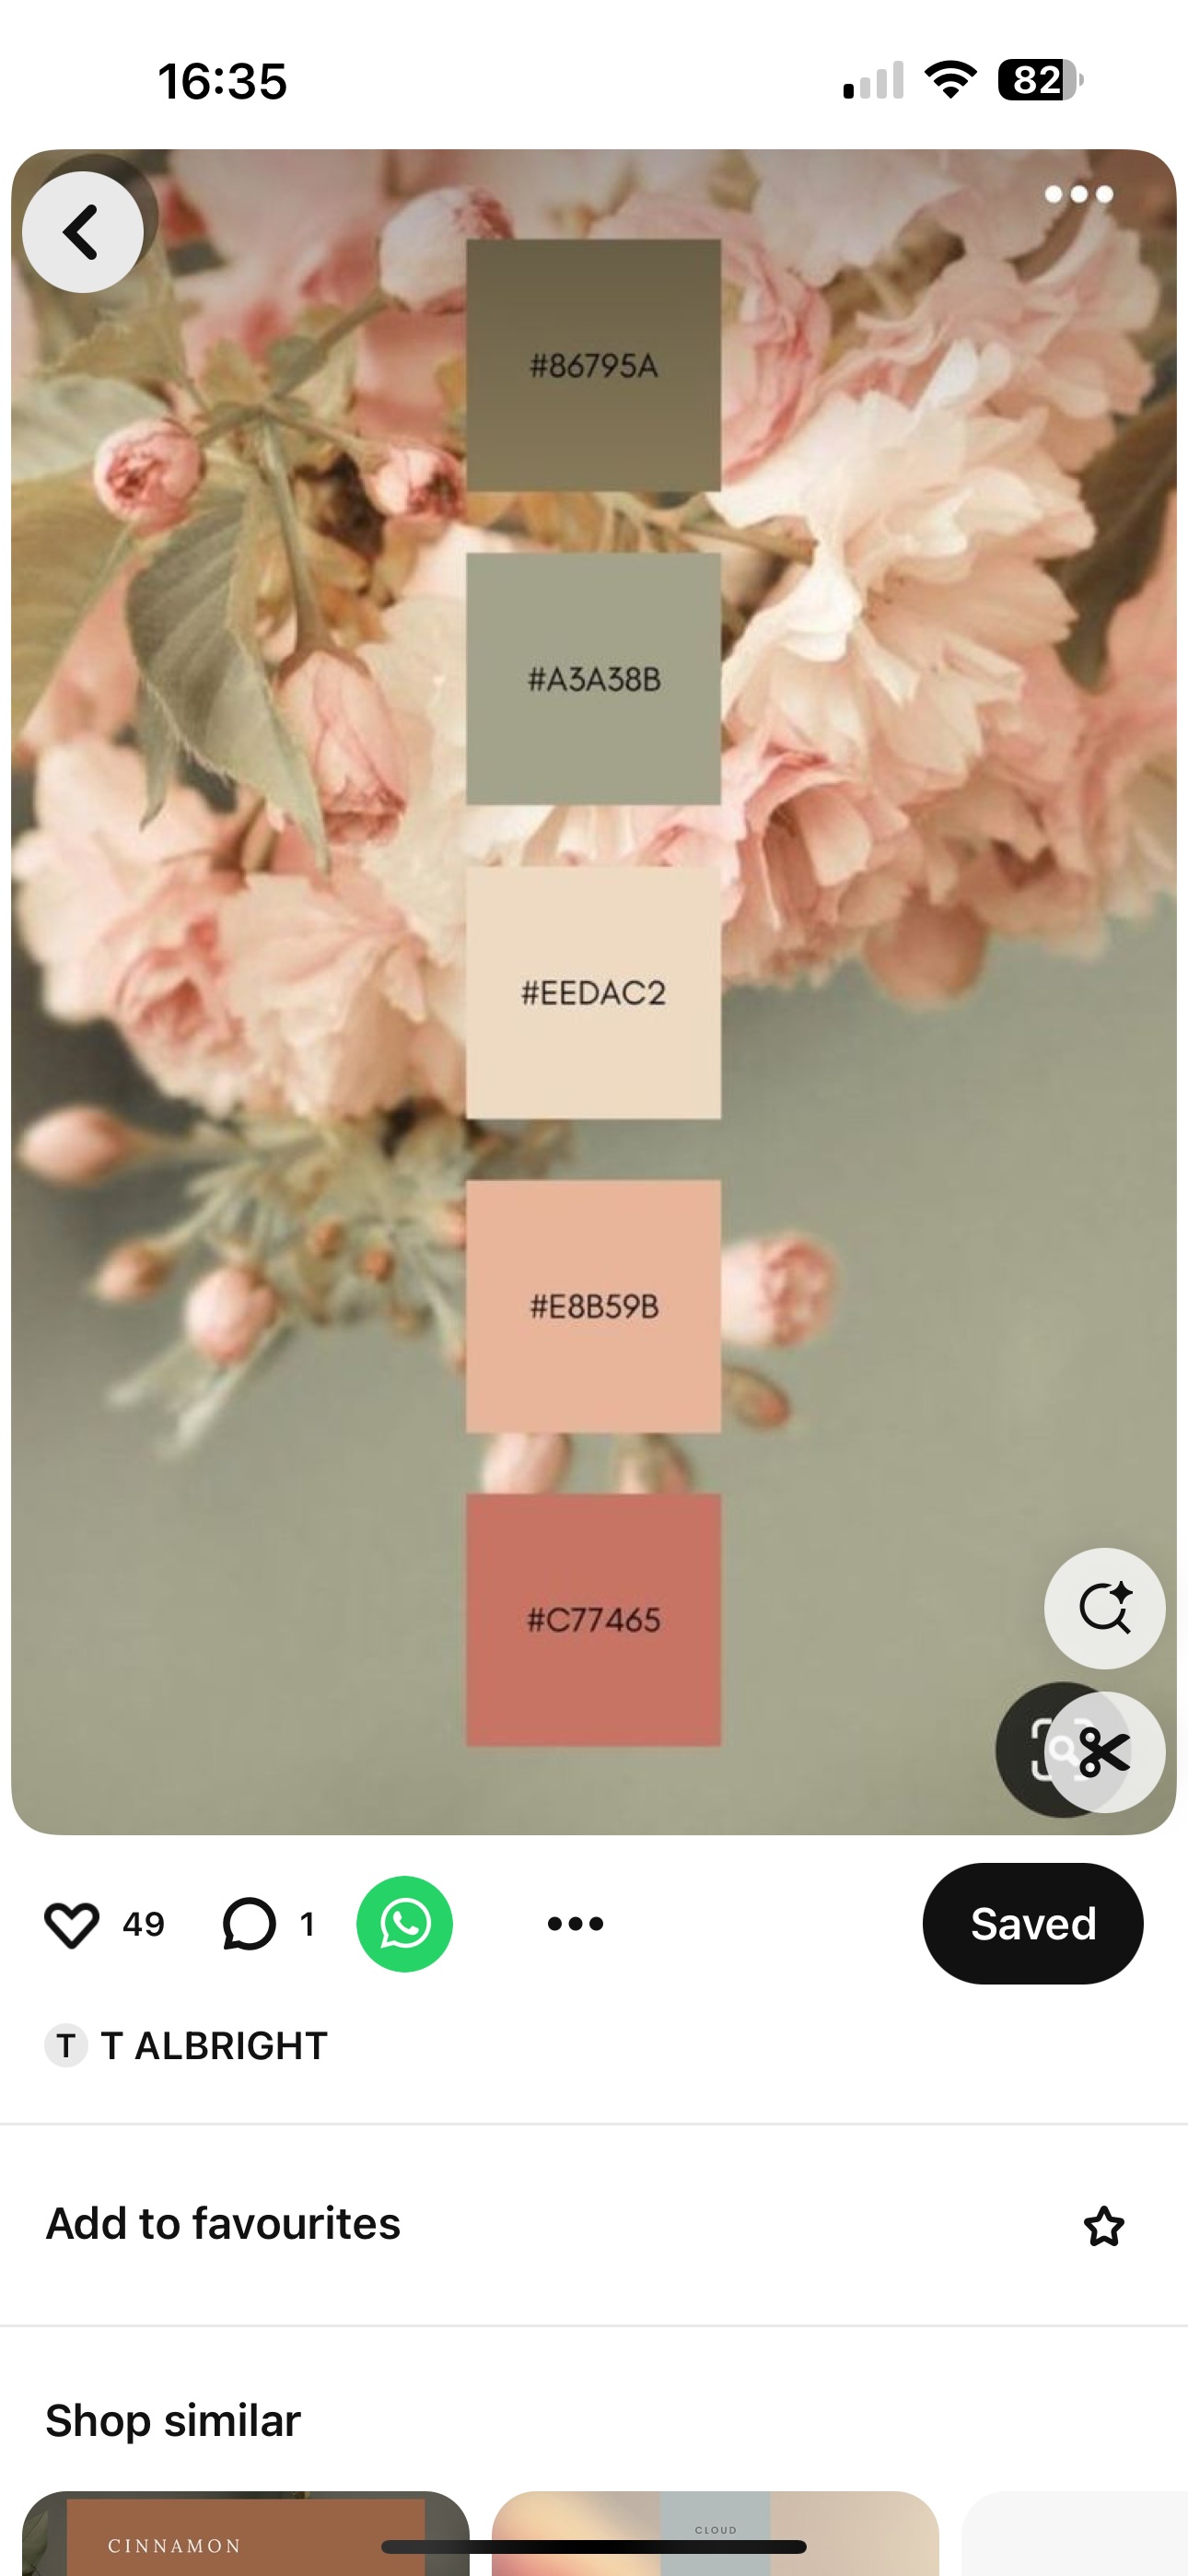 16:35
82
#86795A
#A3A38B
#EEDAC2
#E8B59B
#C77465
49
1
Saved
T
T ALBRIGHT
Add to favourites
Shop similar
CINNAMON
CLOUD